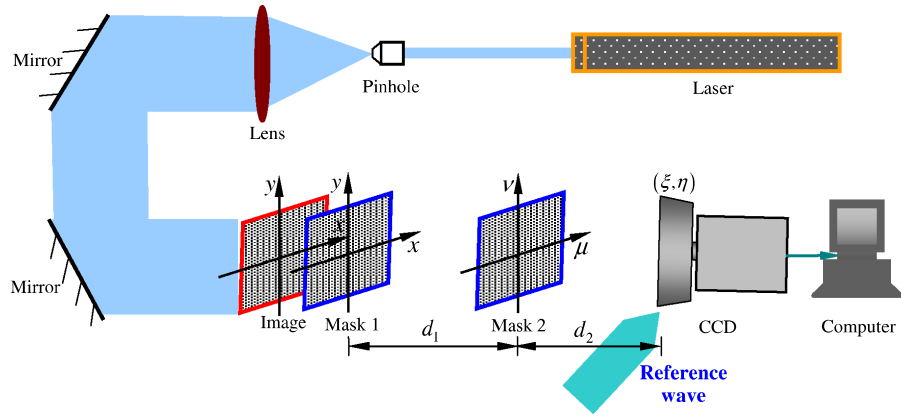 Mirror
Pinhole
Laser
Lens
y
y
ν
(ξ,η)
x
x
μ
Mirror
Image
Mask 1
Mask 2
CCD
Computer
d₁
d₂
Reference
wave